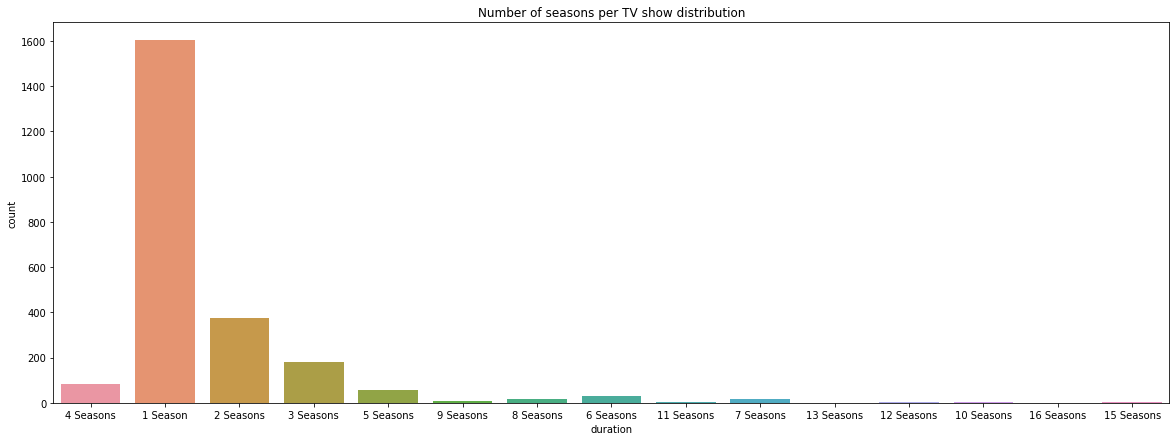 Number of seasons per TV show distribution
1600
1400
1200
1000
800
600
400
200
0
count
4 Seasons 1 Season 2 Seasons 3 Seasons 5 Seasons 9 Seasons 8 Seasons 6 Seasons 11 Seasons 7 Seasons 13 Seasons 12 Seasons 10 Seasons 16 Seasons 15 Seasons
duration